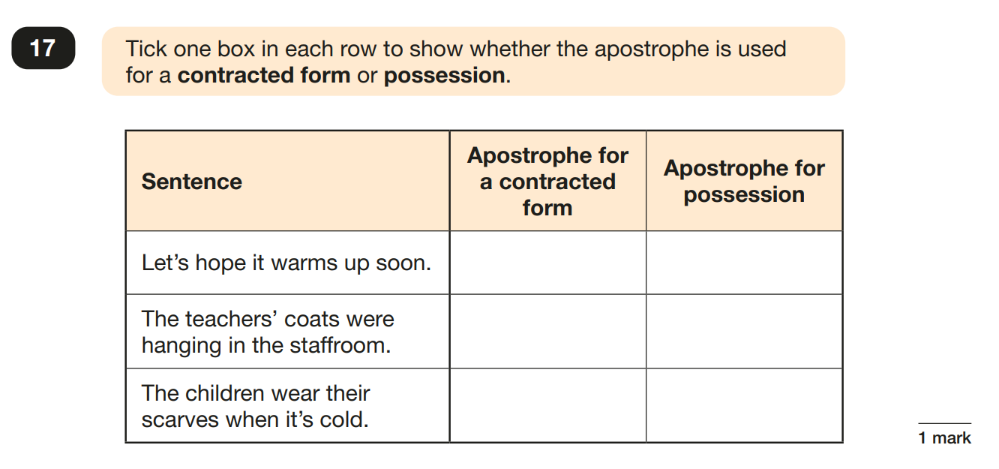 17
Tick one box in each row to show whether the apostrophe is used
for a contracted form or possession.
Sentence
Apostrophe for
a contracted
form
Apostrophe for
possession
Let’s hope it warms up soon.
The teachers’ coats were
hanging in the staffroom.
The children wear their
scarves when it’s cold.
1 mark